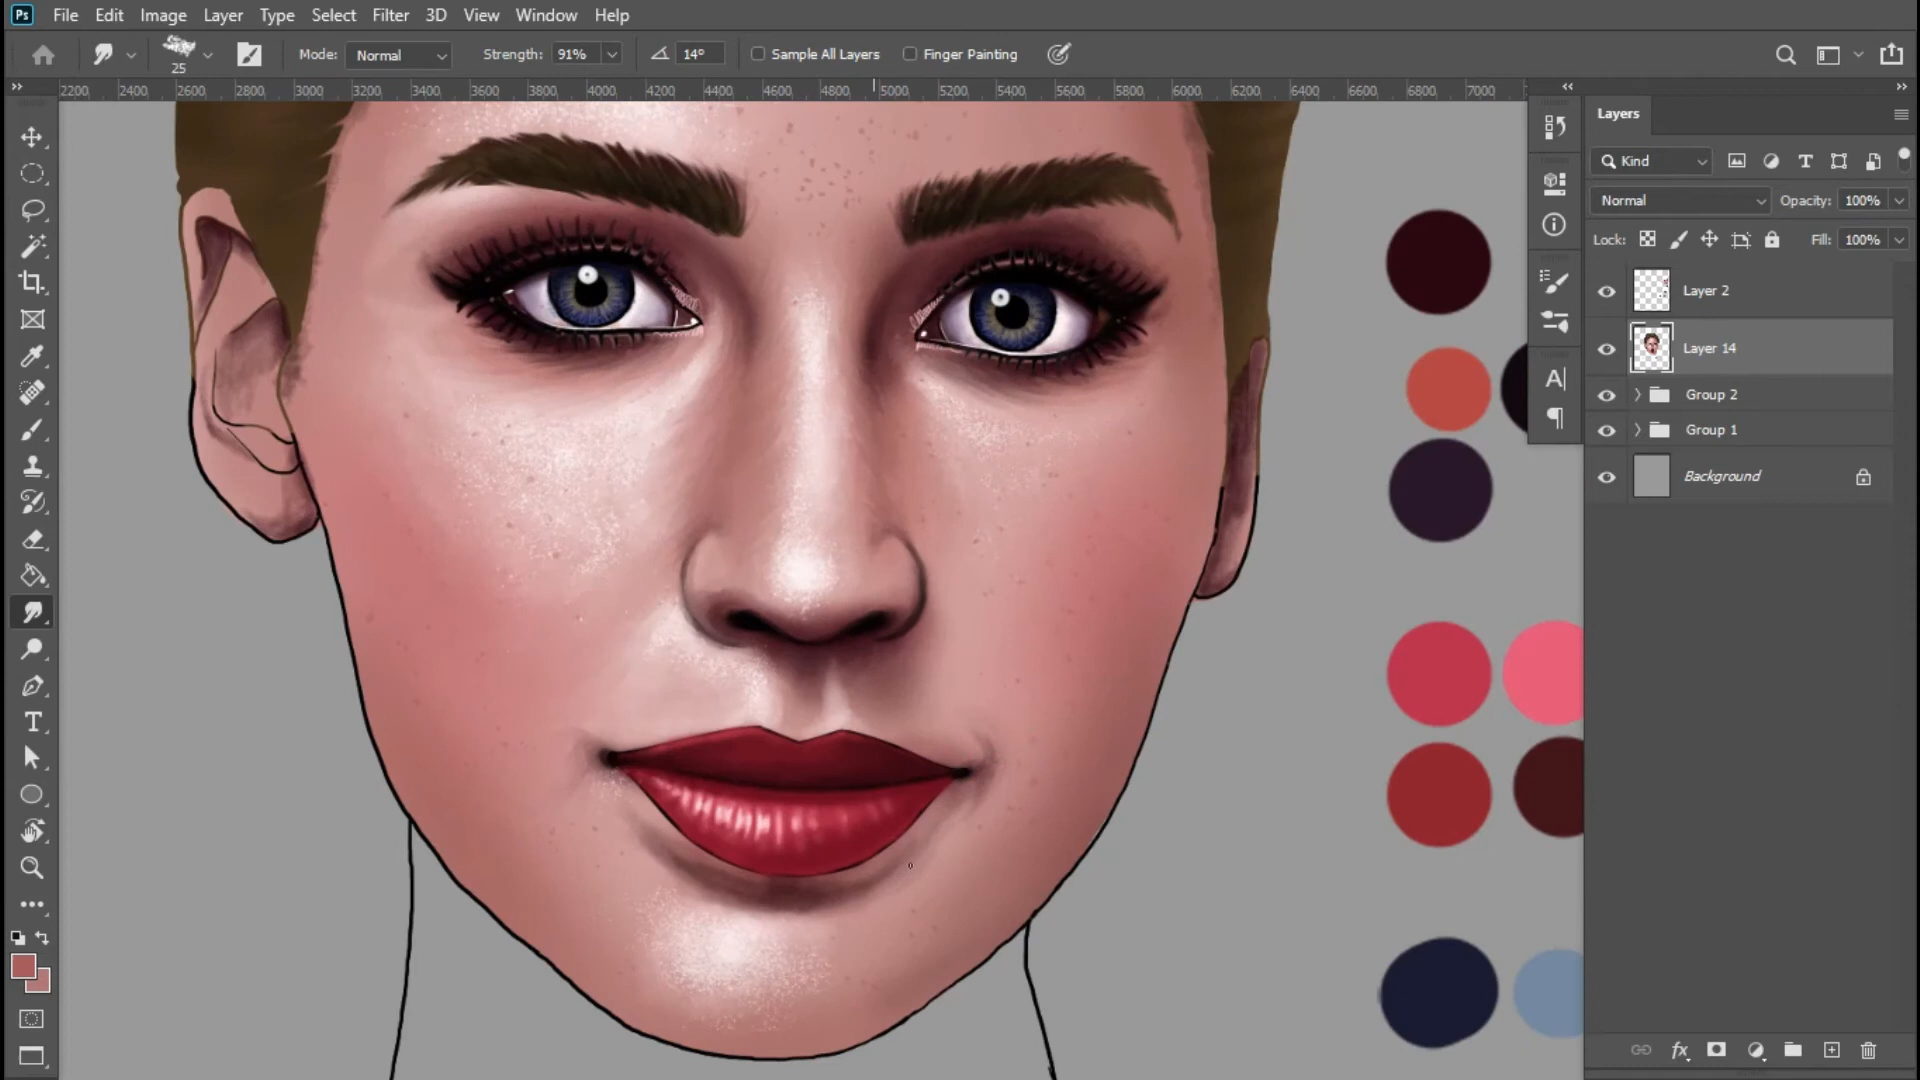 Ps File Edit Image Layer Type Select Filter 3D View Window Help
25 Mode: Normal Strength: 91% 14° Sample All Layers Finger Painting
2200 2400 2600 2800 3000 3200 3400 3600 3800 4000 4200 4400 4600 4800 5000 5200 5400 5600 5800 6000 6200 6400 6600 6800 7000
Layers
Kind
Normal Opacity: 100%
Lock: Fill: 100%
Layer 2
Layer 14
Group 2
Group 1
Background
fx